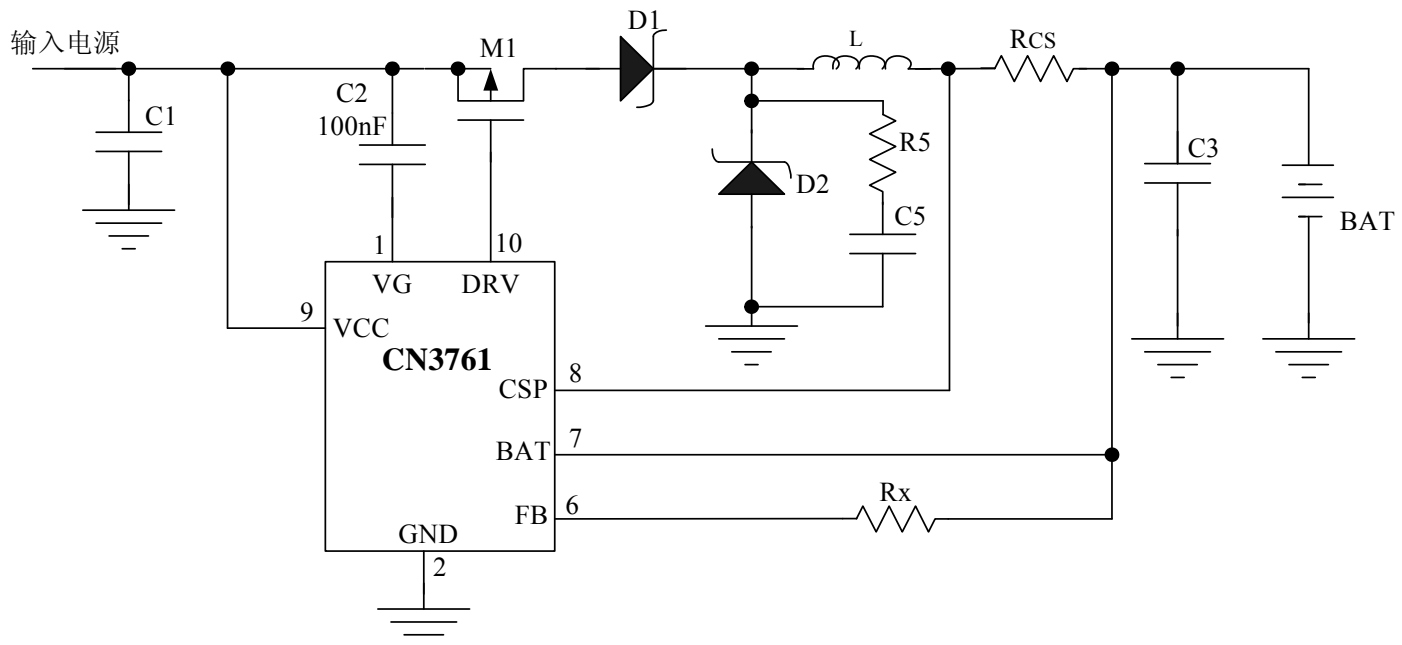 输入电源
M1
D1
L
RCS
C1
C2
100nF
R5
D2
C5
C3
BAT
1
10
VG
DRV
9
VCC
CN3761
CSP
8
BAT
7
FB
6
Rx
GND
2